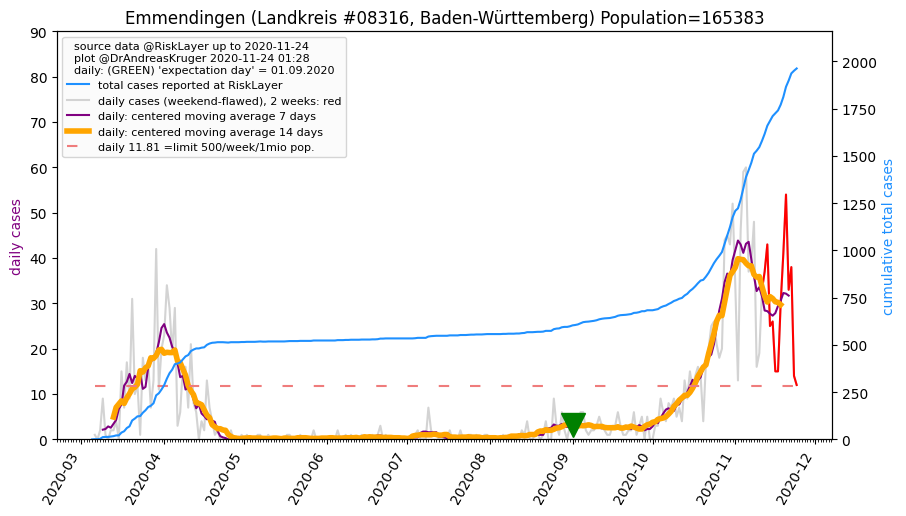 Emmendingen (Landkreis #08316, Baden-Württemberg) Population=165383
source data @RiskLayer up to 2020-11-24
plot @DrAndreasKruger 2020-11-24 01:28
daily: (GREEN) 'expectation day' = 01.09.2020
total cases reported at RiskLayer
daily cases (weekend-flawed), 2 weeks: red
daily: centered moving average 7 days
daily: centered moving average 14 days
daily 11.81 =limit 500/week/1mio pop.
daily cases
90
80
70
60
50
40
30
20
10
0
cumulative total cases
2000
1750
1500
1250
1000
750
500
250
0
2020-03
2020-04
2020-05
2020-06
2020-07
2020-08
2020-09
2020-10
2020-11
2020-12